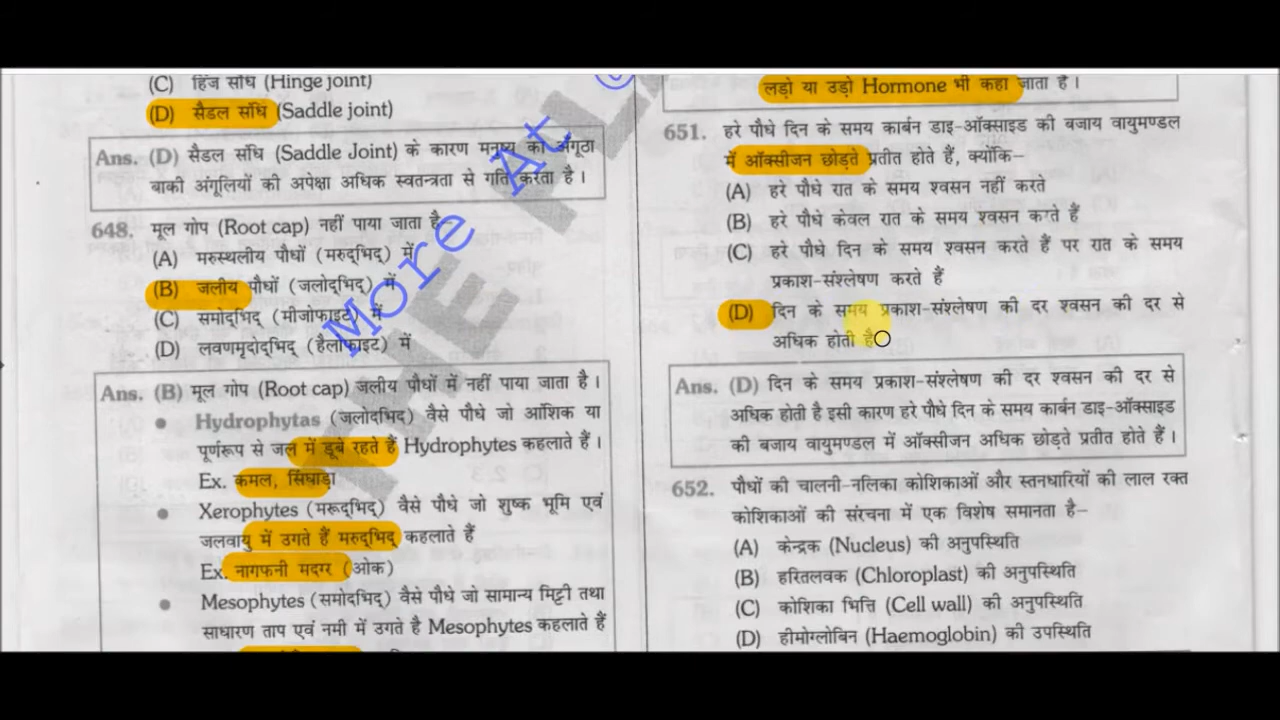 (C) हिंज संधि (Hinge joint)
(D) सैडल संधि (Saddle joint)
Ans. (D) सैडल संधि (Saddle Joint) के कारण मनुष्य का अंगूठा
बाकी अंगूलियों की अपेक्षा अधिक स्वतन्त्रता से गति करता है।
648. मूल गोप (Root cap) नहीं पाया जाता है-
(A) मरुस्थलीय पौधों (मरुद्भिद) में
(B) जलीय पौधों (जलोद्भिद) में
(C) समोद्भिद (मीजोफाइट) में
(D) लवणमृदोद्भिद (हैलोफाइट) में
Ans. (B) मूल गोप (Root cap) जलीय पौधों में नहीं पाया जाता है।
● Hydrophytas (जलोदभिद) वैसे पौधे जो आंशिक या
पूर्णरूप से जल में डूबे रहते हैं Hydrophytes कहलाते हैं।
Ex. कमल, सिंघाड़ा
● Xerophytes (मरूद्भिद) वैसे पौधे जो शुष्क भूमि एवं
जलवायु में उगते हैं मरुद्भिद् कहलाते हैं
Ex. नागफनी मदार (ओक)
● Mesophytes (समोदभिद) वैसे पौधे जो सामान्य मिट्टी तथा
साधारण ताप एवं नमी में उगते है Mesophytes कहलाते हैं
More At
लड़ो या उड़ो Hormone भी कहा जाता है।
651. हरे पौधे दिन के समय कार्बन डाइ-ऑक्साइड की बजाय वायुमण्डल
में ऑक्सीजन छोड़ते प्रतीत होते हैं, क्योंकि–
(A) हरे पौधे रात के समय श्वसन नहीं करते
(B) हरे पौधे केवल रात के समय श्वसन करते हैं
(C) हरे पौधे दिन के समय श्वसन करते हैं पर रात के समय
प्रकाश-संश्लेषण करते हैं
(D) दिन के समय प्रकाश-संश्लेषण की दर श्वसन की दर से
अधिक होती है
Ans. (D) दिन के समय प्रकाश-संश्लेषण की दर श्वसन की दर से
अधिक होती है इसी कारण हरे पौधे दिन के समय कार्बन डाइ-ऑक्साइड
की बजाय वायुमण्डल में ऑक्सीजन अधिक छोड़ते प्रतीत होते हैं।
652. पौधों की चालनी-नलिका कोशिकाओं और स्तनधारियों की लाल रक्त
कोशिकाओं की संरचना में एक विशेष समानता है–
(A) केन्द्रक (Nucleus) की अनुपस्थिति
(B) हरितलवक (Chloroplast) की अनुपस्थिति
(C) कोशिका भित्ति (Cell wall) की अनुपस्थिति
(D) हीमोग्लोबिन (Haemoglobin) की उपस्थिति